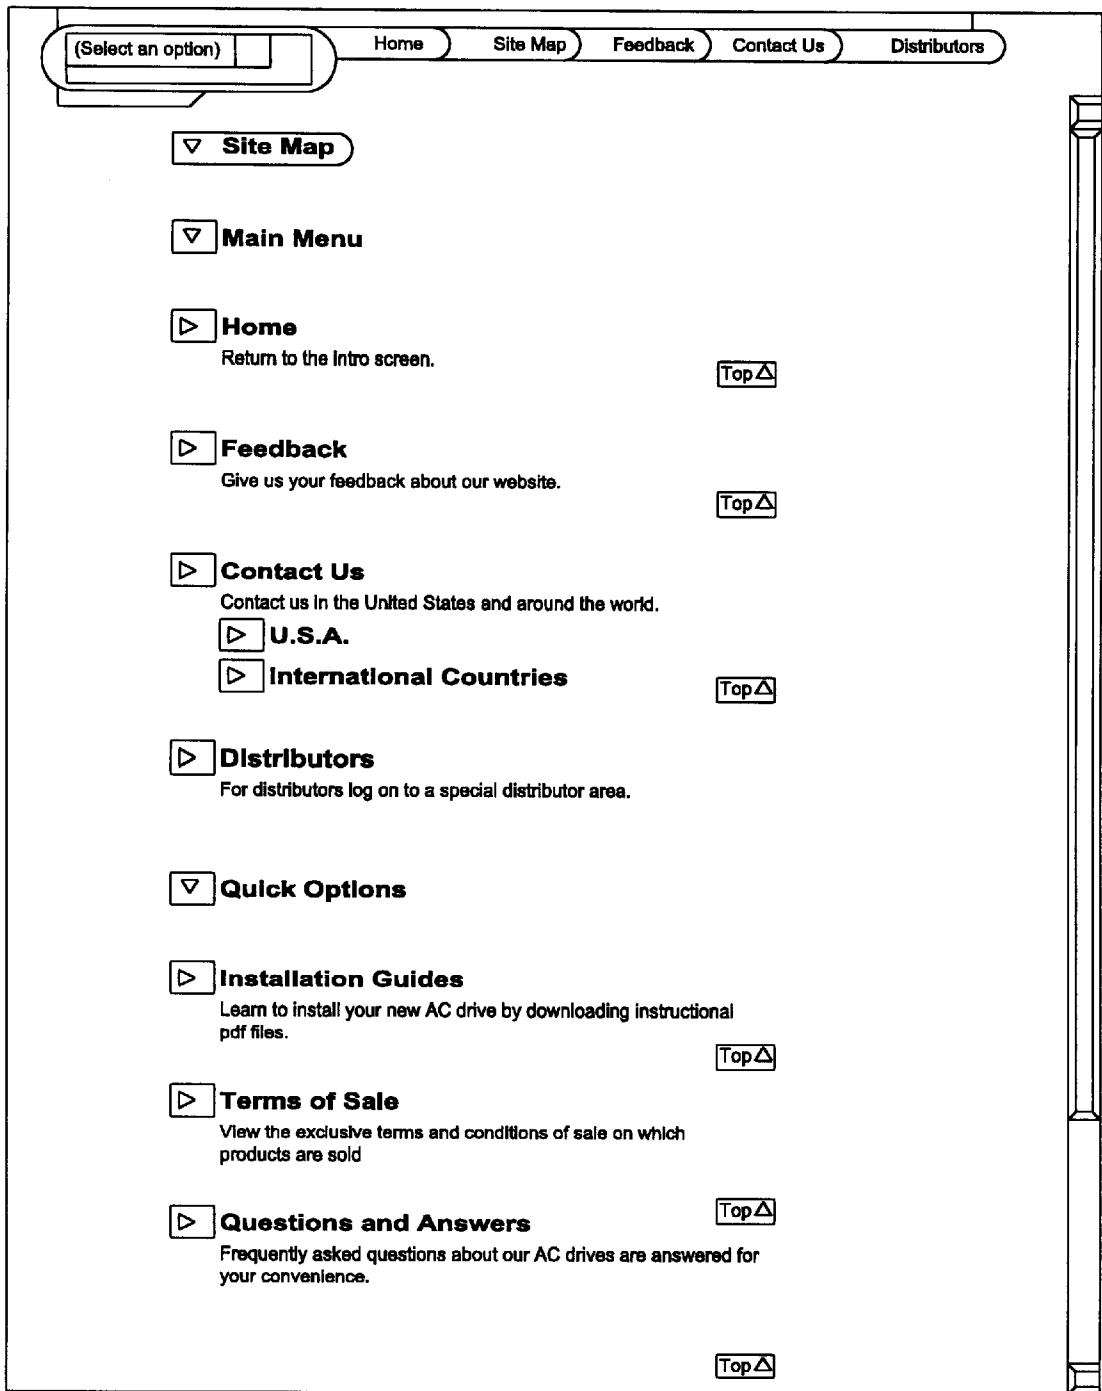 (Select an option) Home Site Map Feedback Contact Us Distributors
Site Map
Main Menu
Home
Return to the intro screen.
Top
Feedback
Give us your feedback about our website.
Top
Contact Us
Contact us in the United States and around the world.
U.S.A.
International Countries
Top
Distributors
For distributors log on to a special distributor area.
Quick Options
Installation Guides
Learn to install your new AC drive by downloading instructional
pdf files.
Top
Terms of Sale
View the exclusive terms and conditions of sale on which
products are sold
Top
Questions and Answers
Frequently asked questions about our AC drives are answered for
your convenience.
Top